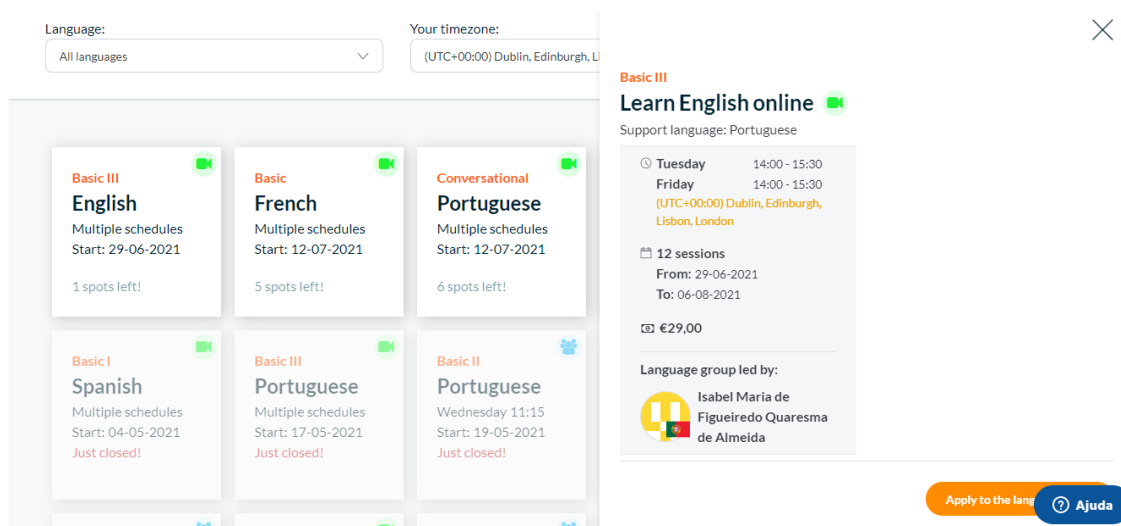 Language:
All languages
Your timezone:
(UTC+00:00) Dublin, Edinburgh,
Basic III
English
Multiple schedules
Start: 29-06-2021
1 spots left!
Basic
French
Multiple schedules
Start: 12-07-2021
5 spots left!
Conversational
Portuguese
Multiple schedules
Start: 12-07-2021
6 spots left!
Basic I
Spanish
Multiple schedules
Start: 04-05-2021
Just closed!
Basic III
Portuguese
Multiple schedules
Start: 17-05-2021
Just closed!
Basic II
Portuguese
Wednesday 11:15
Start: 19-05-2021
Just closed!
Basic III
Learn English online
Support language: Portuguese
Tuesday 14:00 - 15:30
Friday 14:00 - 15:30
(UTC+00:00) Dublin, Edinburgh,
Lisbon, London
12 sessions
From: 29-06-2021
To: 06-08-2021
€29,00
Language group led by:
Isabel Maria de
Figueiredo Quaresma
de Almeida
Apply to the
Ajuda